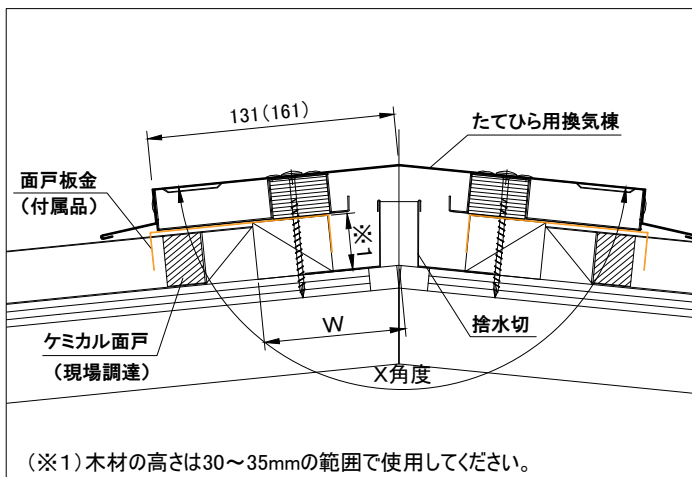 131(161)
たてひら用換気棟
面戸板金
(付属品)
※1
捨水切
W
ケミカル面戸
(現場調達)
X角度
(※1)木材の高さは30～35mmの範囲で使用してください。